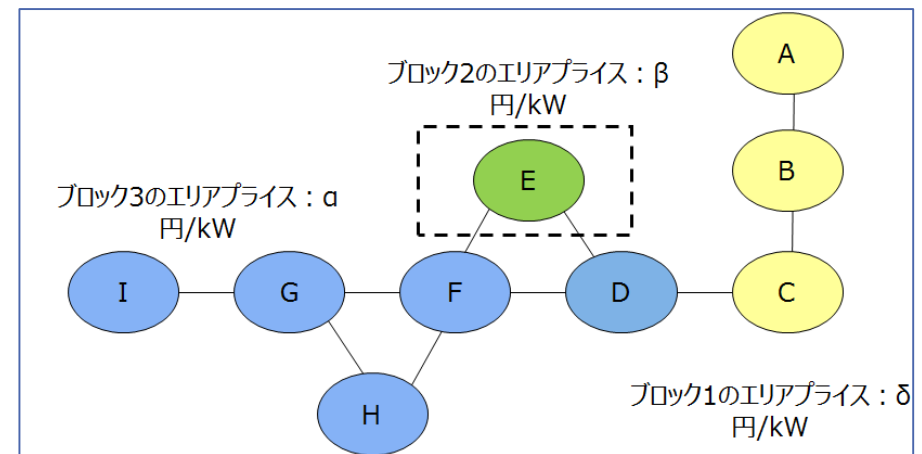 A
ブロック2のエリアプライス：β
円/kW
B
E
ブロック3のエリアプライス：α
円/kW
I
G
F
D
C
H
ブロック1のエリアプライス：δ
円/kW